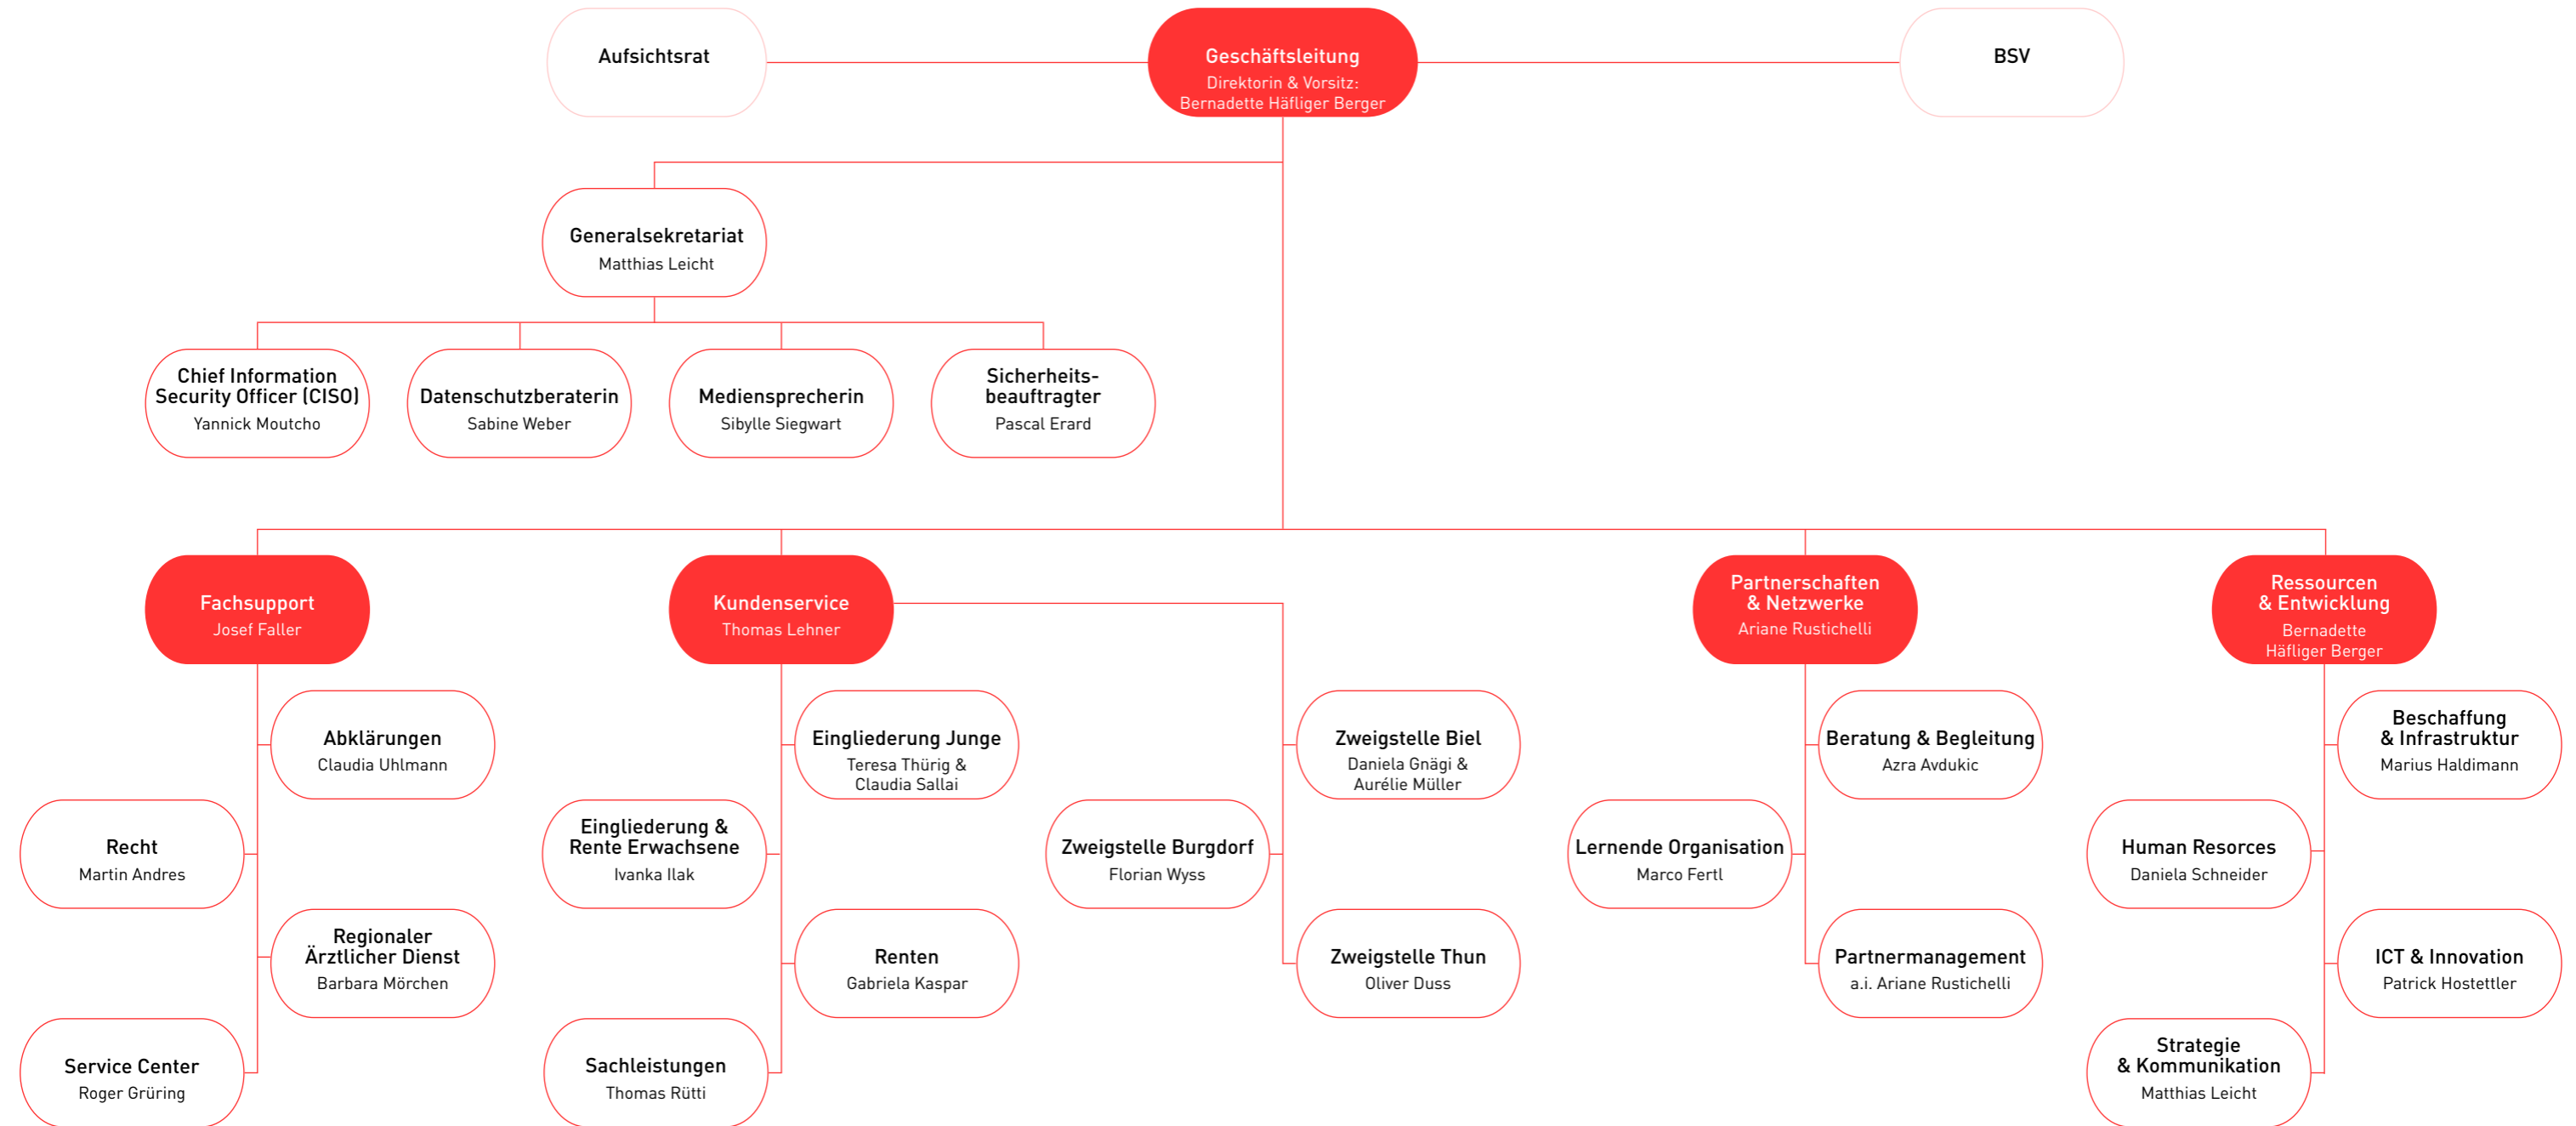 Aufsichtsrat
Geschäftsleitung
Direktorin & Vorsitz:
Bernadette Häfliger Berger
BSV
Generalsekretariat
Matthias Leicht
Chief Information
Security Officer (CISO)
Yannick Moutcho
Datenschutzberaterin
Sabine Weber
Mediensprecherin
Sibylle Siegwart
Sicherheits-
beauftragter
Pascal Erard
Fachsupport
Josef Faller
Kundenservice
Thomas Lehner
Partnerschaften
& Netzwerke
Ariane Rustichelli
Ressourcen
& Entwicklung
Bernadette
Häfliger Berger
Abklärungen
Claudia Uhlmann
Recht
Martin Andres
Regionaler
Ärztlicher Dienst
Barbara Mörchen
Service Center
Roger Grüring
Eingliederung Junge
Teresa Thürig &
Claudia Sallai
Eingliederung &
Rente Erwachsene
Ivanka Ilak
Renten
Gabriela Kaspar
Sachleistungen
Thomas Rütti
Zweigstelle Biel
Daniela Gnägi &
Aurélie Müller
Zweigstelle Burgdorf
Florian Wyss
Zweigstelle Thun
Oliver Duss
Beratung & Begleitung
Azra Avdukic
Lernende Organisation
Marco Fertl
Partnermanagement
a.i. Ariane Rustichelli
Beschaffung
& Infrastruktur
Marius Haldimann
Human Resorces
Daniela Schneider
ICT & Innovation
Patrick Hostettler
Strategie
& Kommunikation
Matthias Leicht